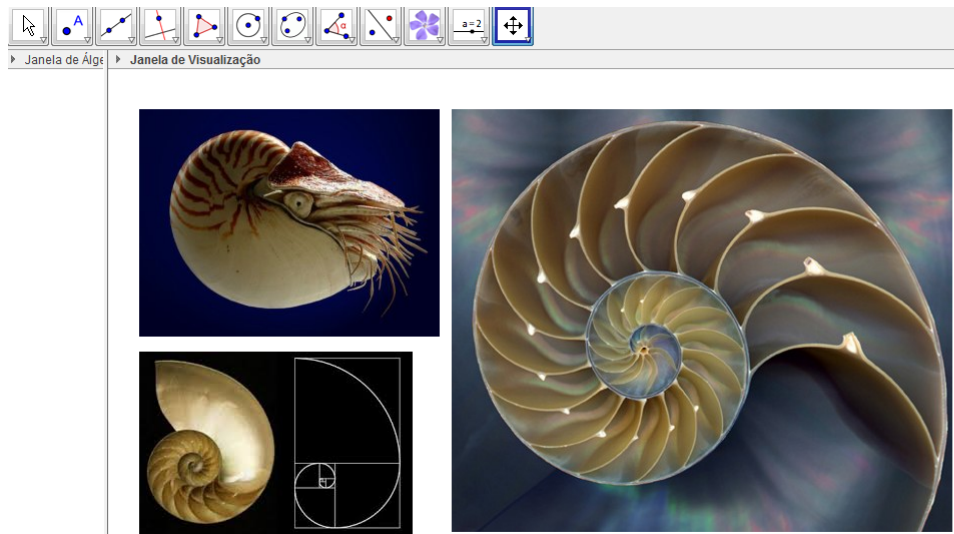 A
α
a=2
Janela de Álge
Janela de Visualização